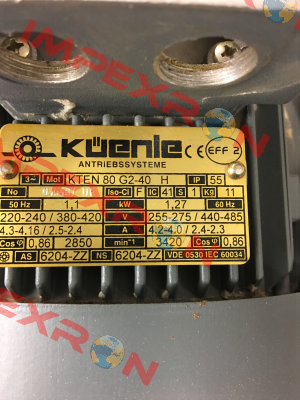 IMPEXRON
Küenle CE EFF 2
ANTRIEBSSYSTEME
3~ Mot KTEN 80 G2-40 H IP 55
No Iso-Cl F IC 41 S 1 Kg 11
50 Hz 1,1 kW 1,27 60 Hz
220-240 / 380-420 V 255-275 / 440-485
4.3-4.16 / 2.5-2.4 A 4.2-4.0 / 2.4-2.3
Cos φ 0,86 2850 min⁻¹ 3420 Cos φ 0,86
AS 6204-ZZ NS 6204-ZZ VDE 0530 IEC 60034
IMPEXRON